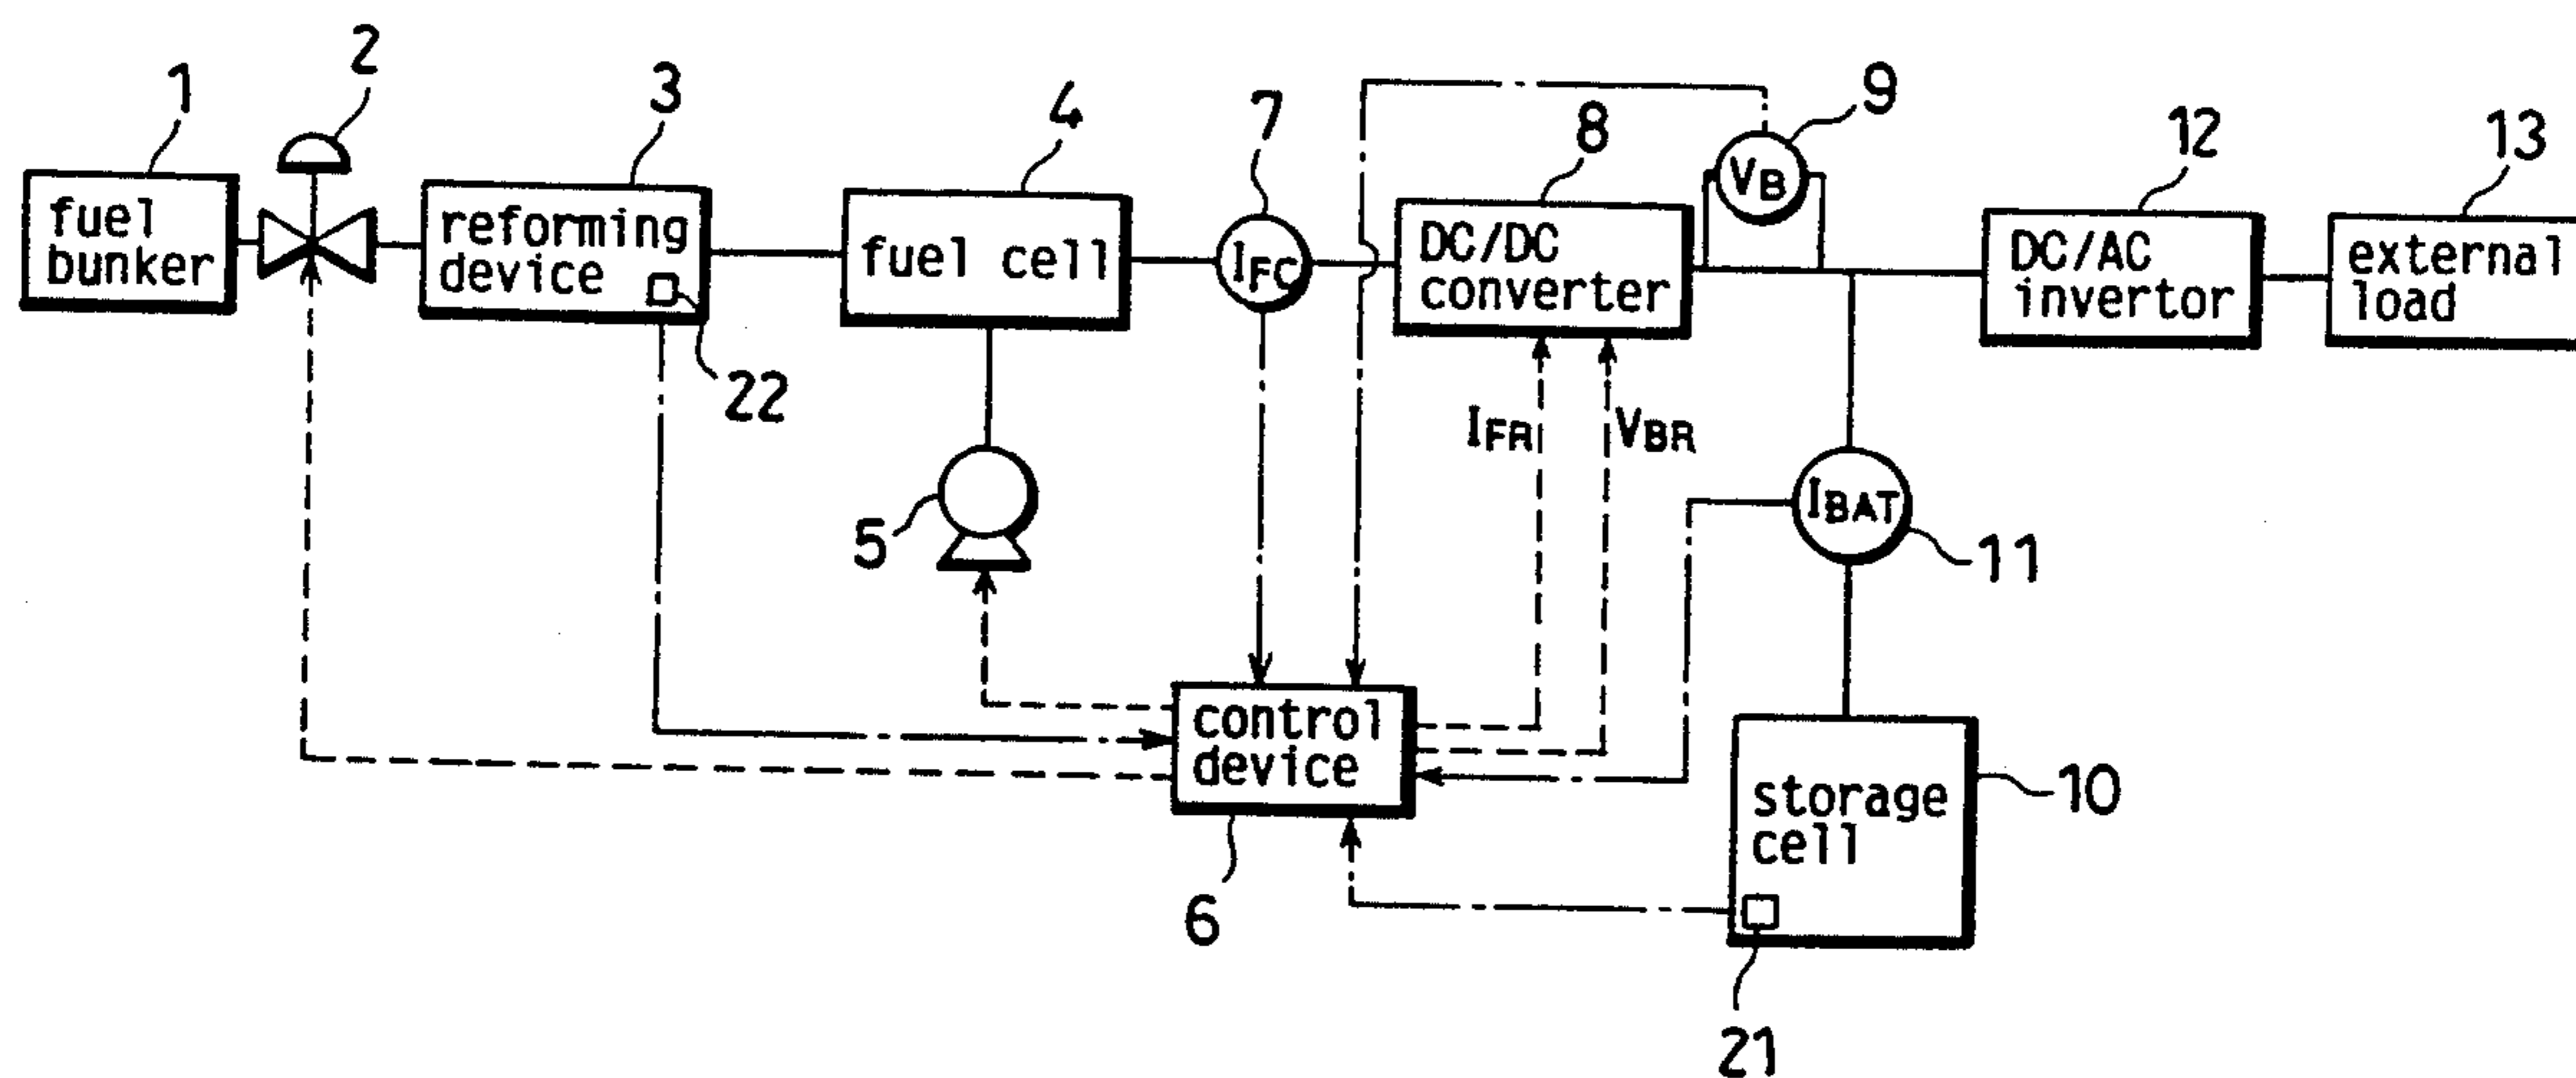 1
2
3
4
7
8
9
12
13
fuel
bunker
reforming
device
22
fuel cell
IFC
DC/DC
converter
VB
DC/AC
invertor
external
load
5
IFR
VBR
IBAT
11
control
device
6
storage
cell
10
21